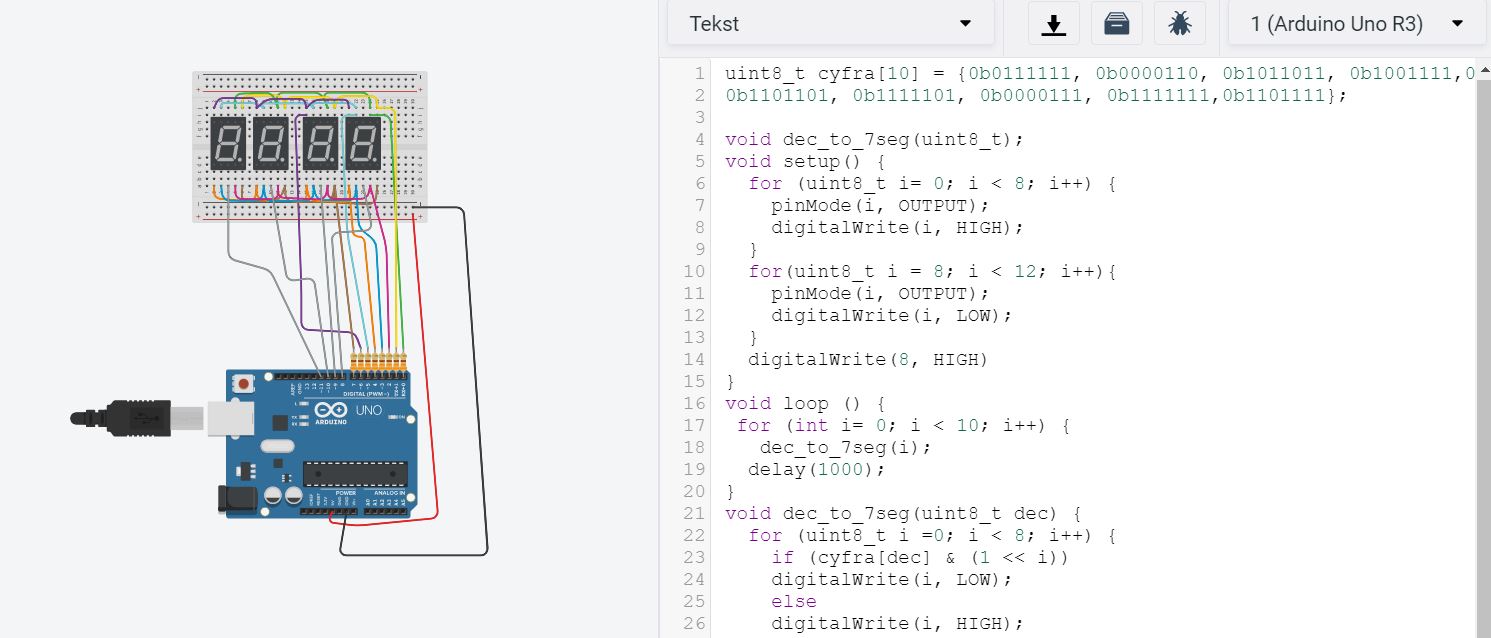 Tekst
1 (Arduino Uno R3)
1 uint8_t cyfra[10] = {0b0111111, 0b0000110, 0b1011011, 0b1001111,0
2 0b1101101, 0b1111101, 0b0000111, 0b1111111,0b1101111};
3
4 void dec_to_7seg(uint8_t);
5 void setup() {
6 for (uint8_t i= 0; i < 8; i++) {
7 pinMode(i, OUTPUT);
8 digitalWrite(i, HIGH);
9 }
10 for(uint8_t i = 8; i < 12; i++){
11 pinMode(i, OUTPUT);
12 digitalWrite(i, LOW);
13 }
14 digitalWrite(8, HIGH)
15 }
16 void loop () {
17 for (int i= 0; i < 10; i++) {
18 dec_to_7seg(i);
19 delay(1000);
20 }
21 void dec_to_7seg(uint8_t dec) {
22 for (uint8_t i =0; i < 8; i++) {
23 if (cyfra[dec] & (1 << i))
24 digitalWrite(i, LOW);
25 else
26 digitalWrite(i, HIGH);
DIGITAL (PWM~)
UNO
ARDUINO
POWER
ANALOG IN